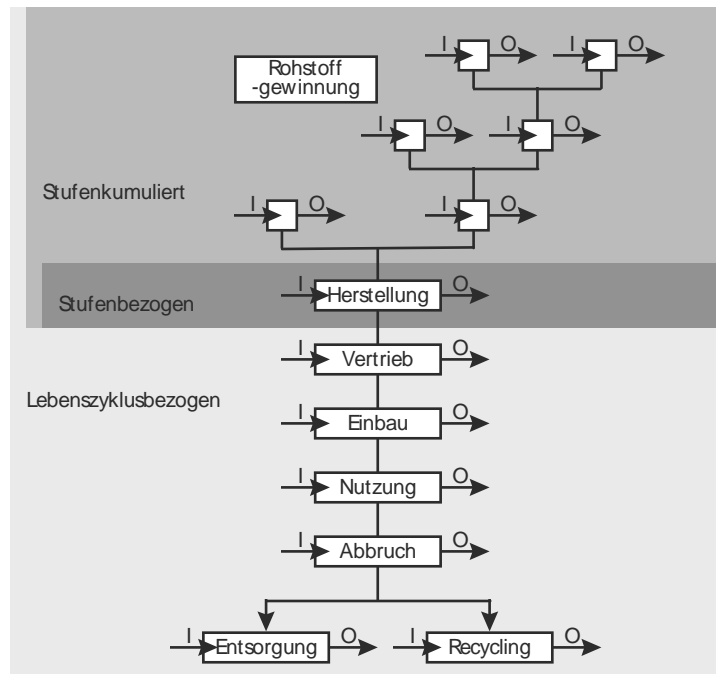 I O I O
Rohstoff
-gewinnung
I O I O
Stufenkumuliert
I O I O
Stufenbezogen I Herstellung O
I Vertrieb O
Lebenszyklusbezogen
I Einbau O
I Nutzung O
I Abbruch O
I Entsorgung O I Recycling O